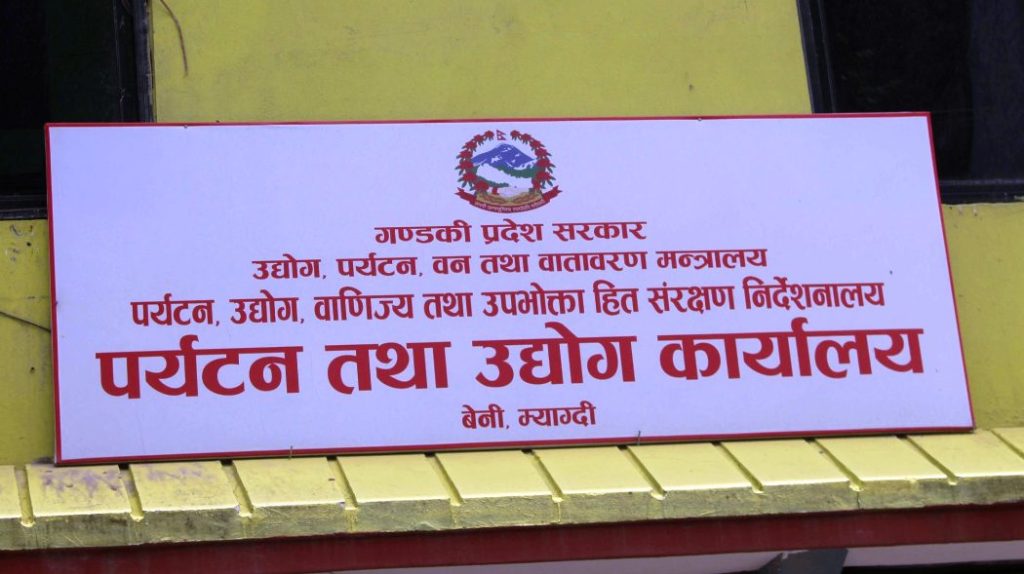 गण्डकी प्रदेश सरकार
उद्योग, पर्यटन, वन तथा वातावरण मन्त्रालय
पर्यटन, उद्योग, वाणिज्य तथा उपभोक्ता हित संरक्षण निर्देशनालय
पर्यटन तथा उद्योग कार्यालय
बेनी, म्याग्दी